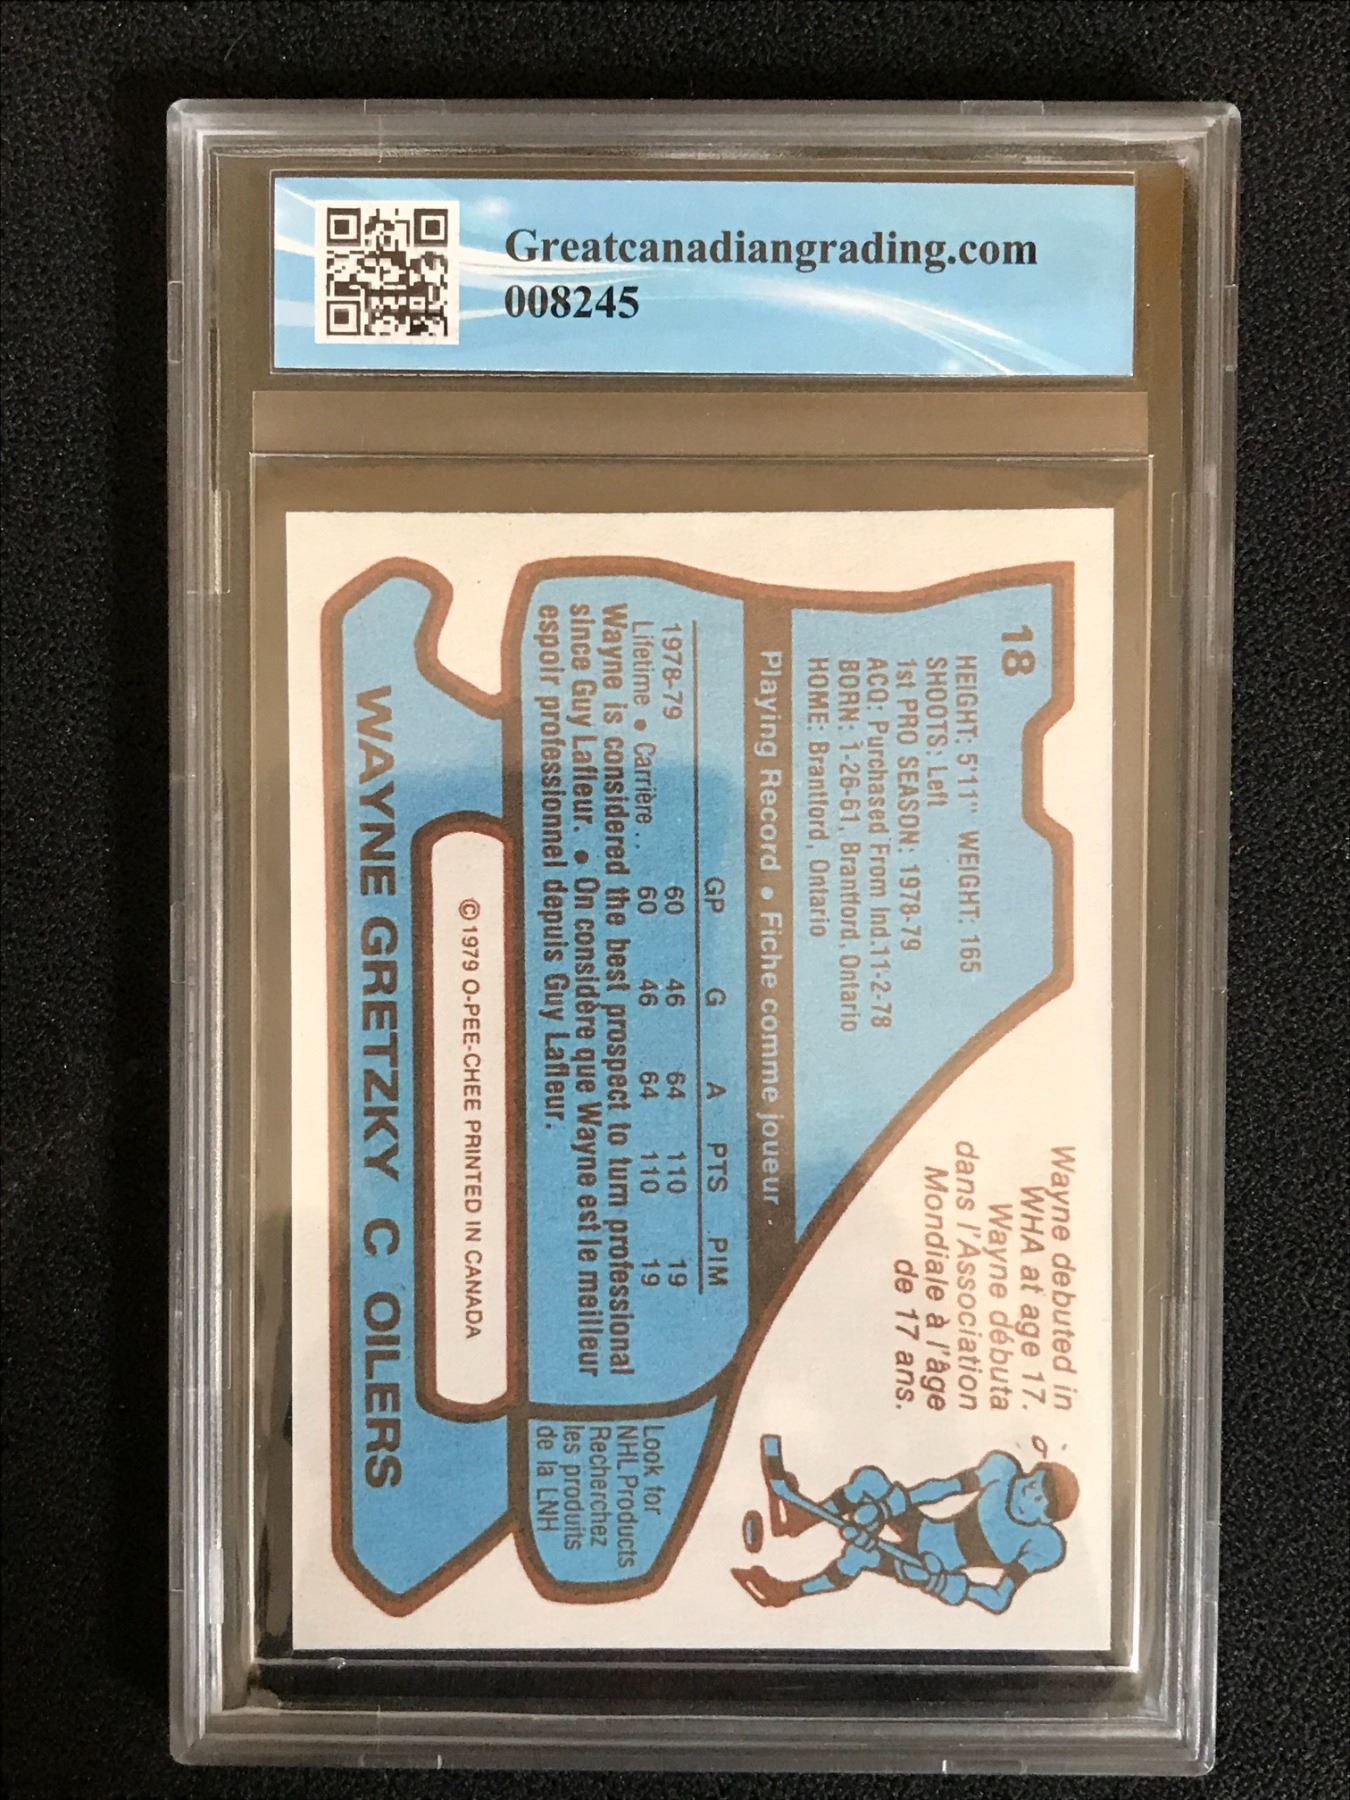 Greatcanadiangrading.com
008245
18
HEIGHT: 5'11" WEIGHT: 165
SHOOTS: Left
1st PRO SEASON: 1978-79
ACQ: Purchased From Ind.11-2-78
BORN: 1-26-61, Brantford, Ontario
HOME: Brantford, Ontario
Wayne debuted in
WHA at age 17.
Wayne débuta
dans l'Association
Mondiale à l'âge
de 17 ans.
Playing Record • Fiche comme joueur
GP G A PTS PIM
1978-79 60 46 64 110 19
Lifetime • Carrière . . 60 46 64 110 19
Wayne is considered the best prospect to turn professional
since Guy Lafleur. • On considère que Wayne est le meilleur
espoir professionnel depuis Guy Lafleur.
Look for
NHL Products
Recherchez
les produits
de la LNH
© 1979 O-PEE-CHEE PRINTED IN CANADA
WAYNE GRETZKY C OILERS